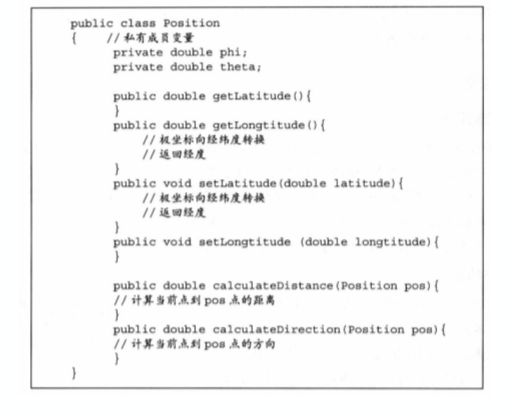 public class Position
{ //私有成员变量
private double phi;
private double theta;
public double getLatitude(){
}
public double getLongtitude(){
//极坐标向经纬度转换
//返回经度
}
public void setLatitude(double latitude){
//极坐标向经纬度转换
//返回经度
}
public void setLongtitude (double longtitude){
}
public double calculateDistance(Position pos){
//计算当前点到pos点的距离
}
public double calculateDirection(Position pos){
//计算当前点到pos点的方向
}
}